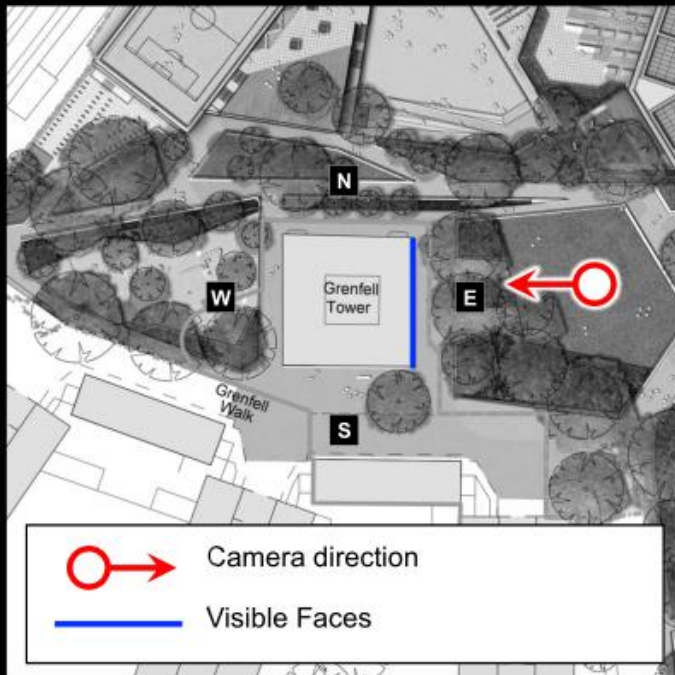 N
Grenfell
Tower
W
E
Grenfell
Walk
S
Camera direction
Visible Faces